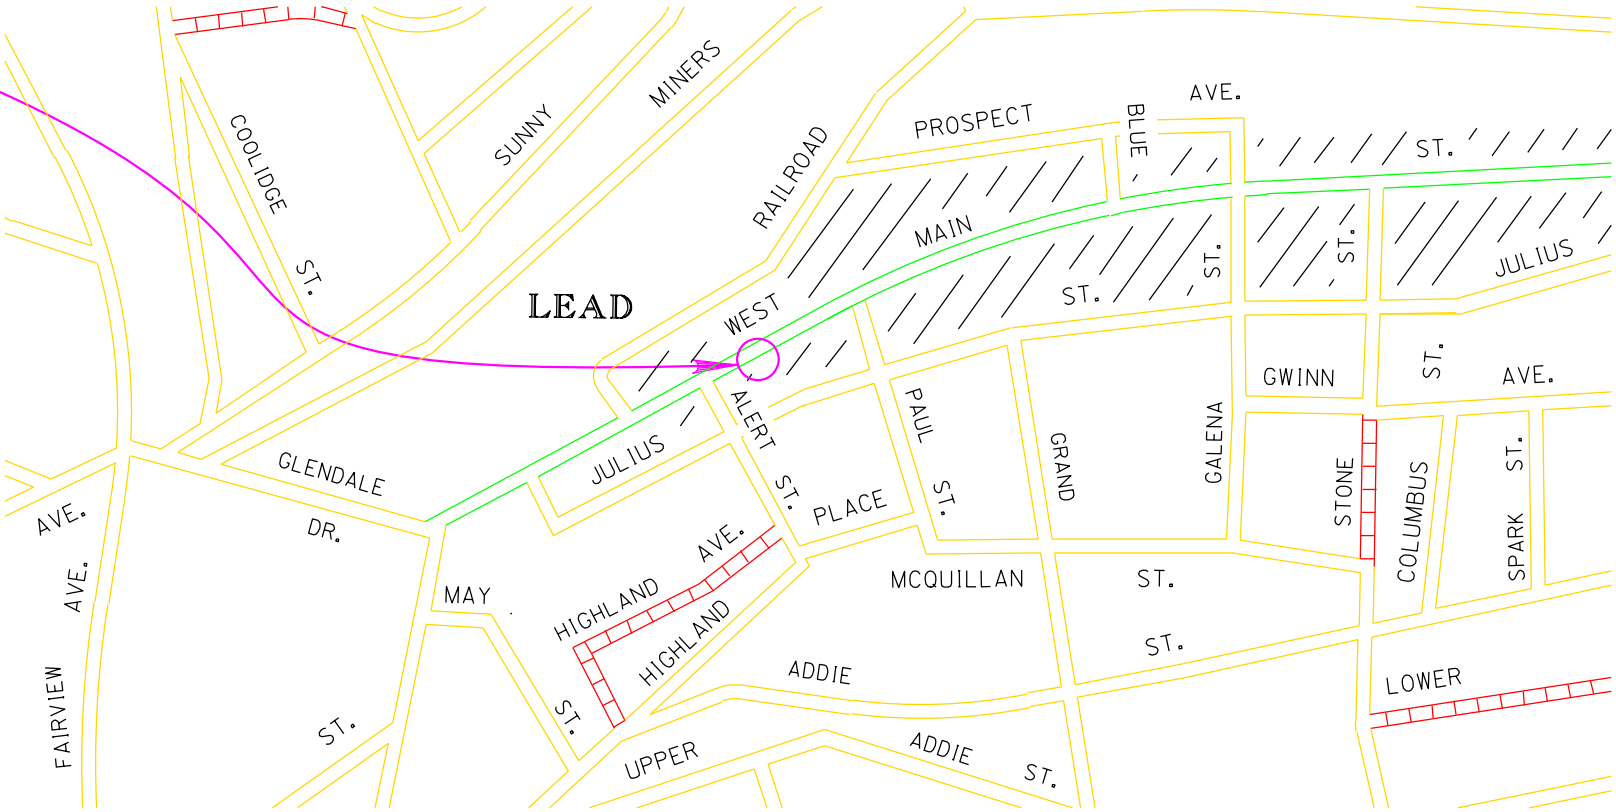 MINERS
AVE.
SUNNY
PROSPECT
BLUE
COOLIDGE
ST.
RAILROAD
ST.
MAIN
ST.
ST.
JULIUS
LEAD
WEST
ST.
ST.
GWINN
AVE.
ALERT
PAUL
JULIUS
GALENA
GRAND
GLENDALE
ST.
PLACE
ST.
STONE
COLUMBUS
SPARK
ST.
AVE.
DR.
AVE.
AVE.
MAY
HIGHLAND
MCQUILLAN
ST.
HIGHLAND
ADDIE
ST.
LOWER
FAIRVIEW
ST.
ST.
UPPER
ADDIE
ST.